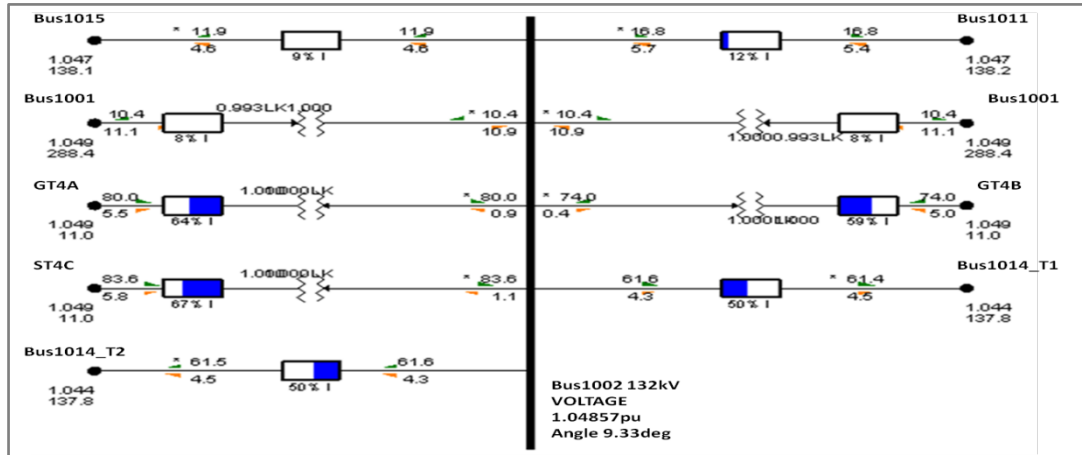 Bus1015
* 11.9
4.6
9% I
11.9
4.6
* 16.8
5.7
12% I
16.8
5.4
Bus1011
1.047
138.1
1.047
138.2
Bus1001
10.4
11.1
8% I
0.993LK1.000
* 10.4
10.9
* 10.4
10.9
1.0000.993LK
8% I
10.4
11.1
Bus1001
1.049
288.4
1.049
288.4
GT4A
80.0
5.5
64% I
* 80.0
0.9
* 74.0
0.4
59% I
74.0
5.0
GT4B
1.049
11.0
1.049
11.0
ST4C
83.6
5.8
67% I
* 83.6
1.1
61.6
4.3
50% I
* 61.4
4.5
Bus1014_T1
1.049
11.0
1.044
137.8
Bus1014_T2
* 61.5
4.5
50% I
61.6
4.3
1.044
137.8
Bus1002 132kV
VOLTAGE
1.04857pu
Angle 9.33deg